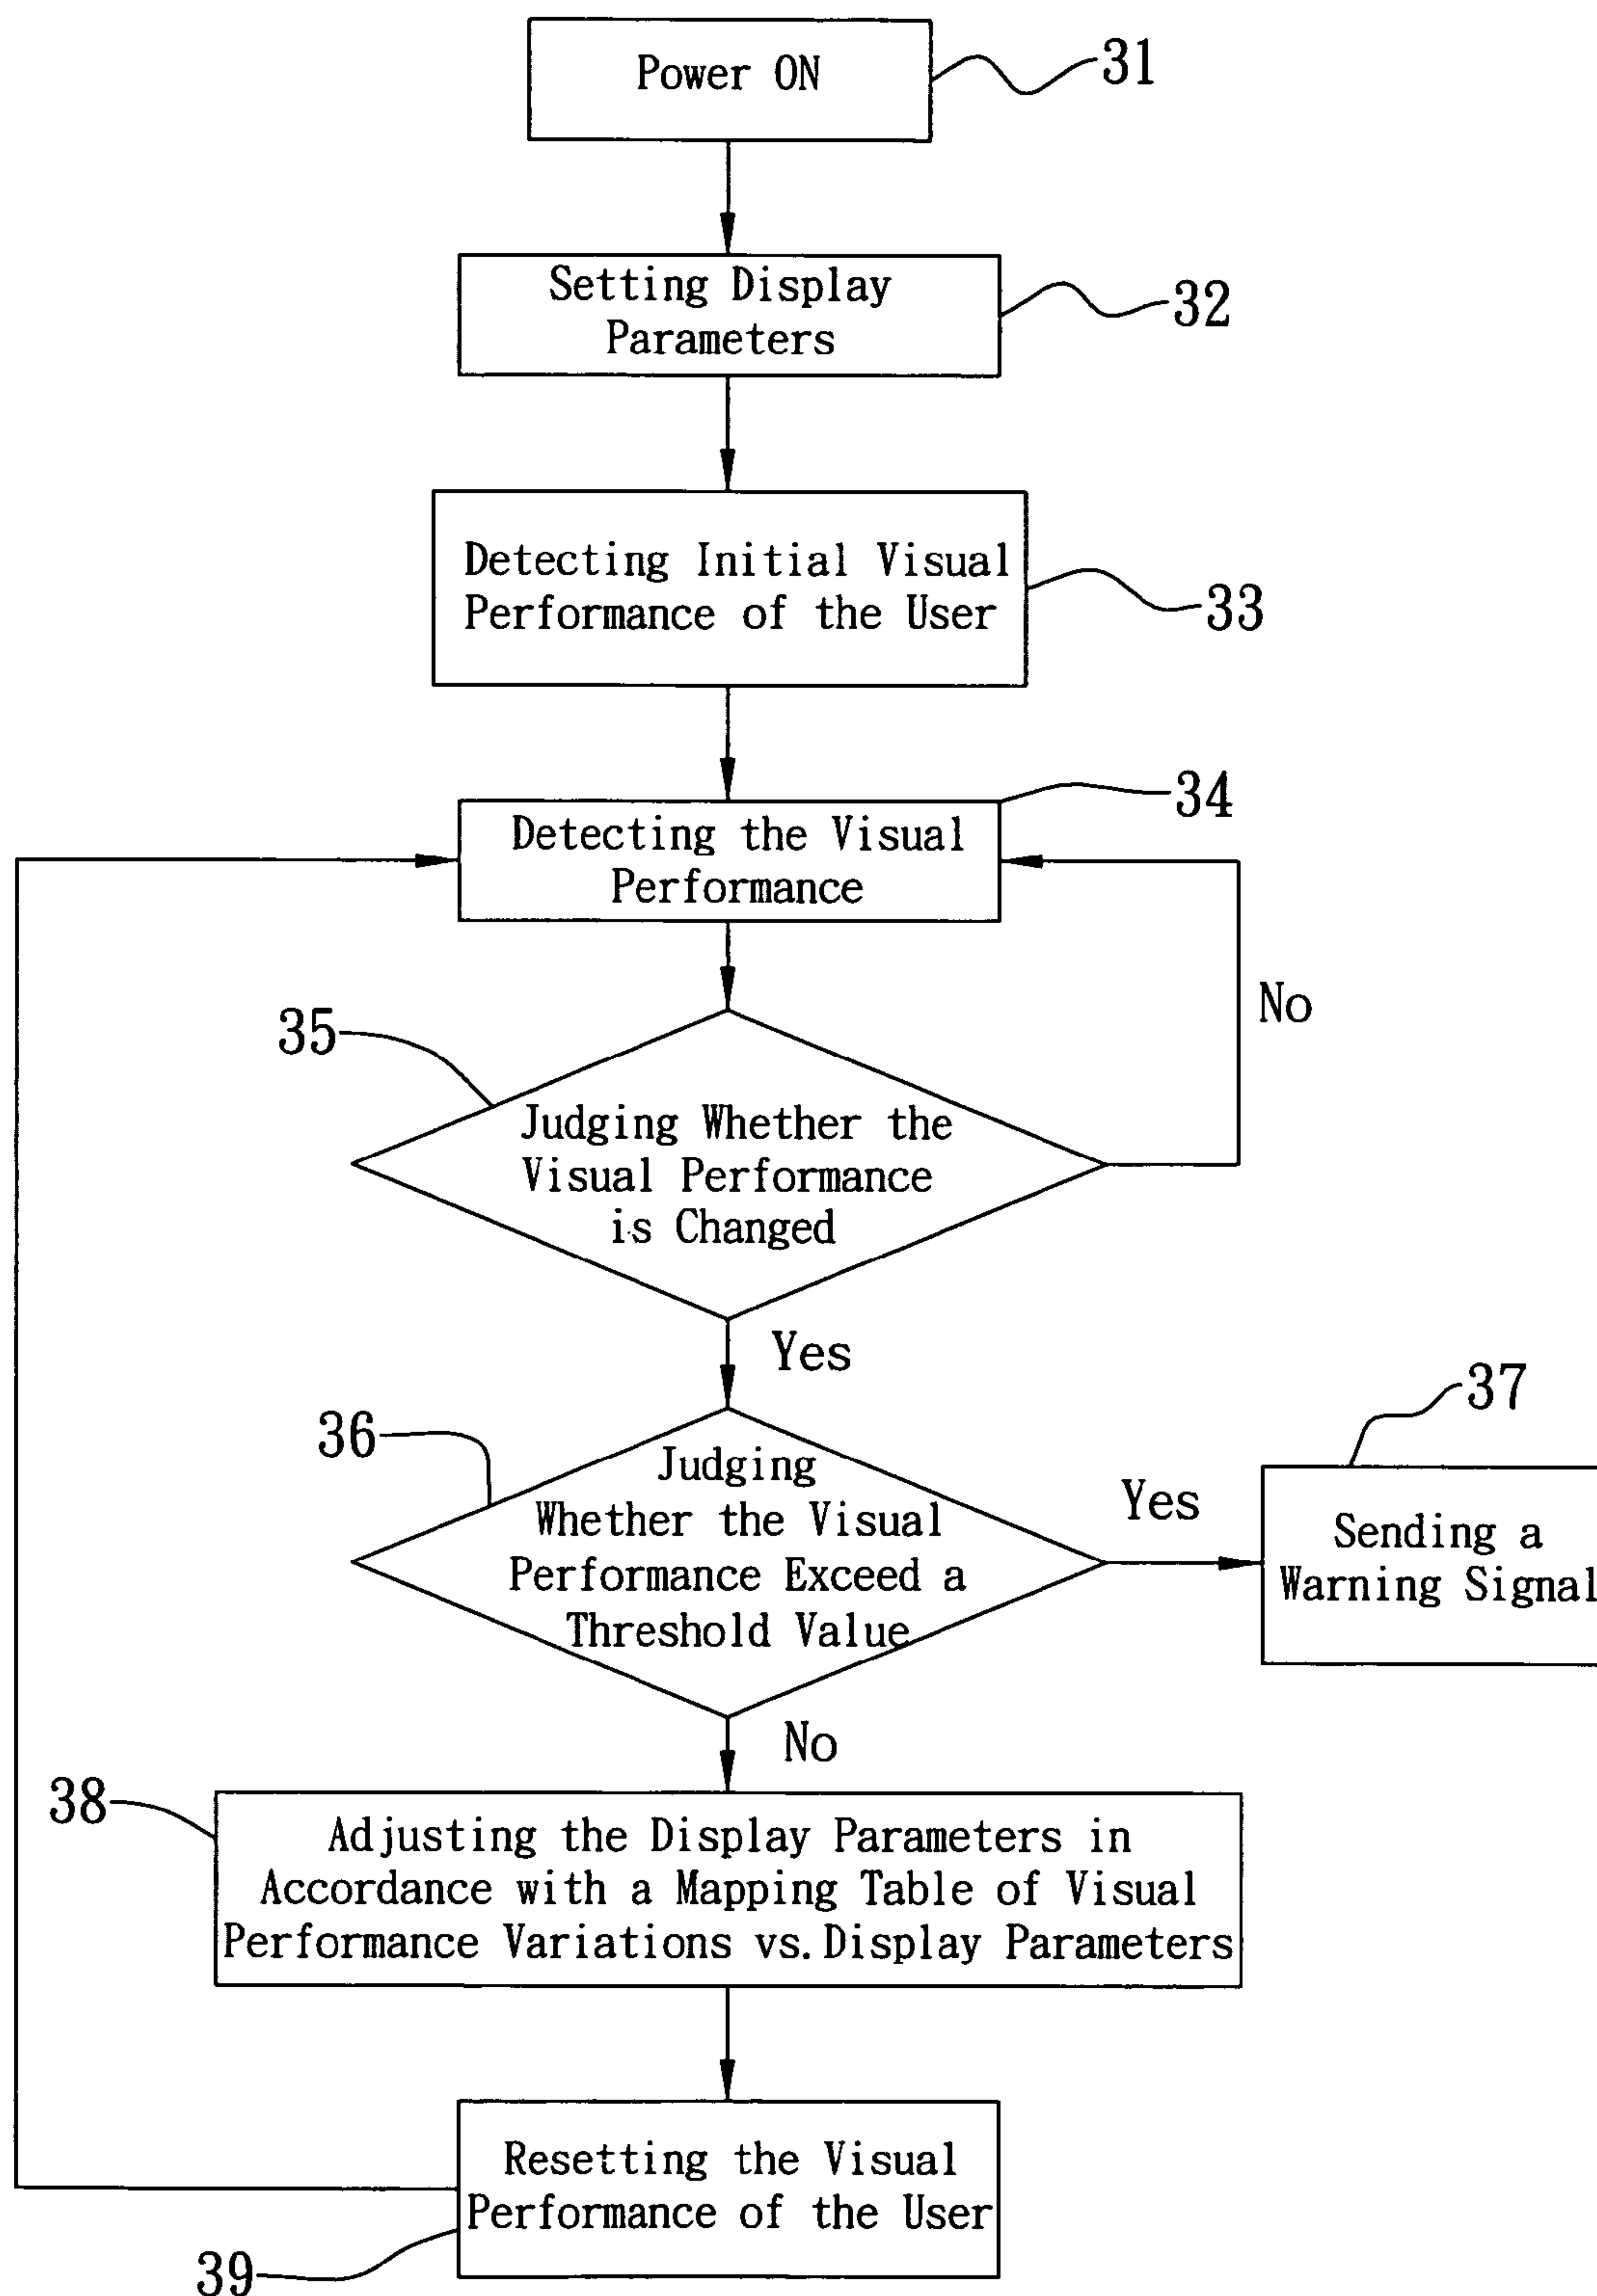 Power ON
31
Setting Display
Parameters
32
Detecting Initial Visual
Performance of the User
33
34
Detecting the Visual
Performance
No
35
Judging Whether the
Visual Performance
is Changed
Yes
36
Judging
Whether the Visual
Performance Exceed a
Threshold Value
Yes
37
Sending a
Warning Signal
No
38
Adjusting the Display Parameters in
Accordance with a Mapping Table of Visual
Performance Variations vs. Display Parameters
Resetting the Visual
Performance of the User
39